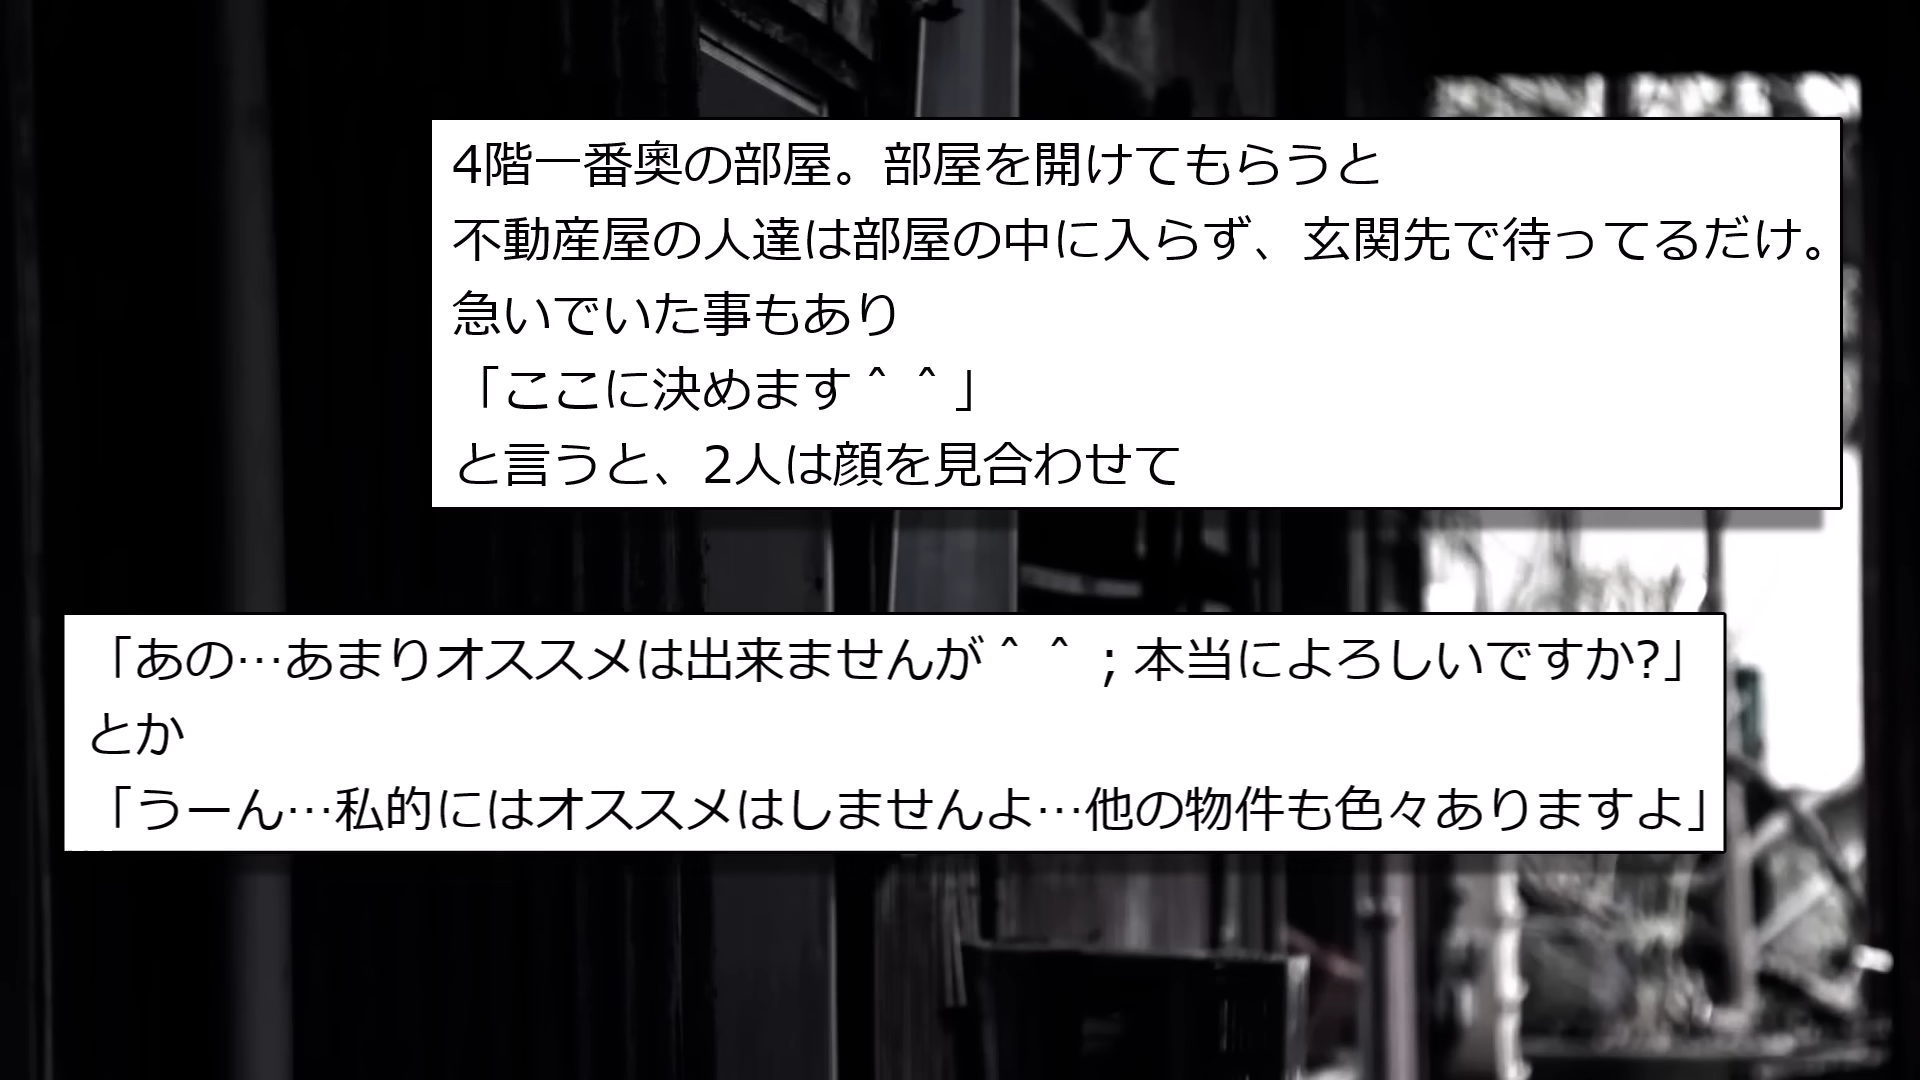 4階一番奥の部屋。部屋を開けてもらうと
不動産屋の人達は部屋の中に入らず、玄関先で待ってるだけ。
急いでいた事もあり
「ここに決めます＾＾」
と言うと、2人は顔を見合わせて
「あの…あまりオススメは出来ませんが＾＾；本当によろしいですか?」
とか
「うーん…私的にはオススメはしませんよ…他の物件も色々ありますよ」